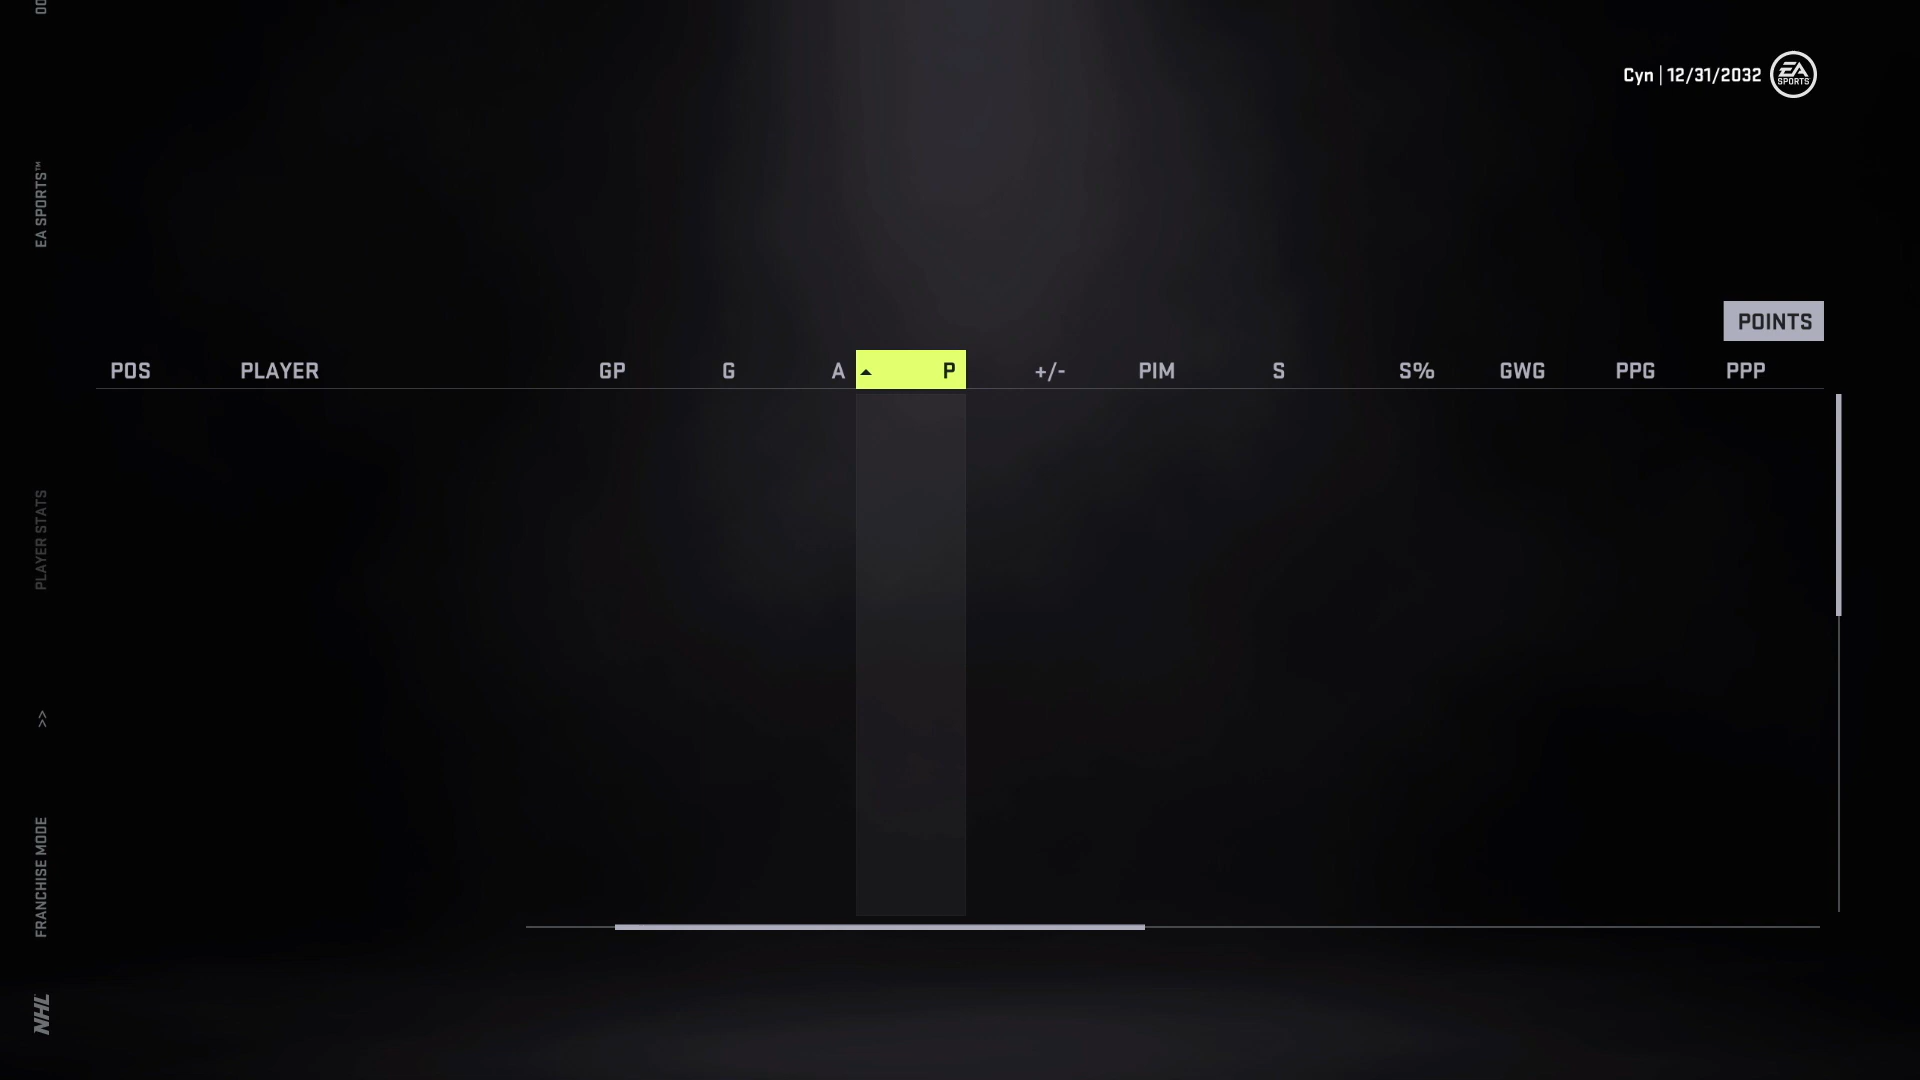 Cyn | 12/31/2032
EA
SPORTS
POINTS
POS PLAYER GP G A P +/- PIM S S% GWG PPG PPP
EA SPORTS™
PLAYER STATS
>>
FRANCHISE MODE
NHL